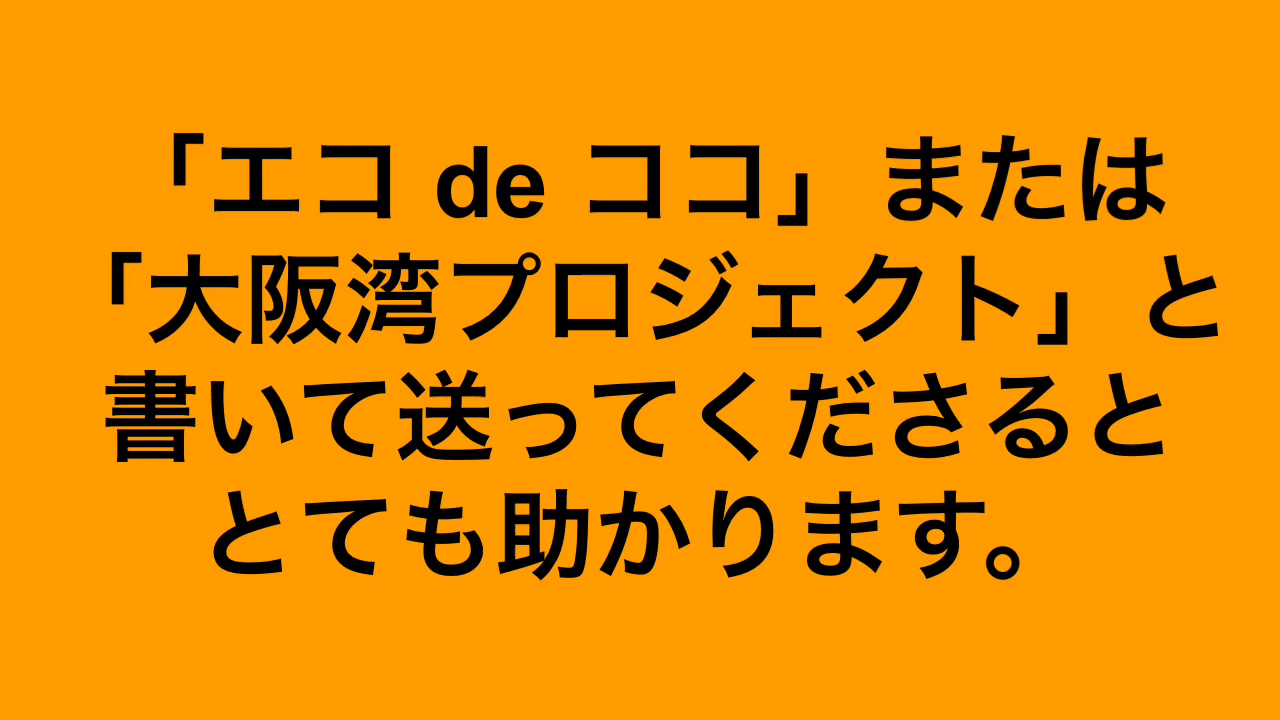 「エコ de ココ」または
「大阪湾プロジェクト」と
書いて送ってくださると
とても助かります。